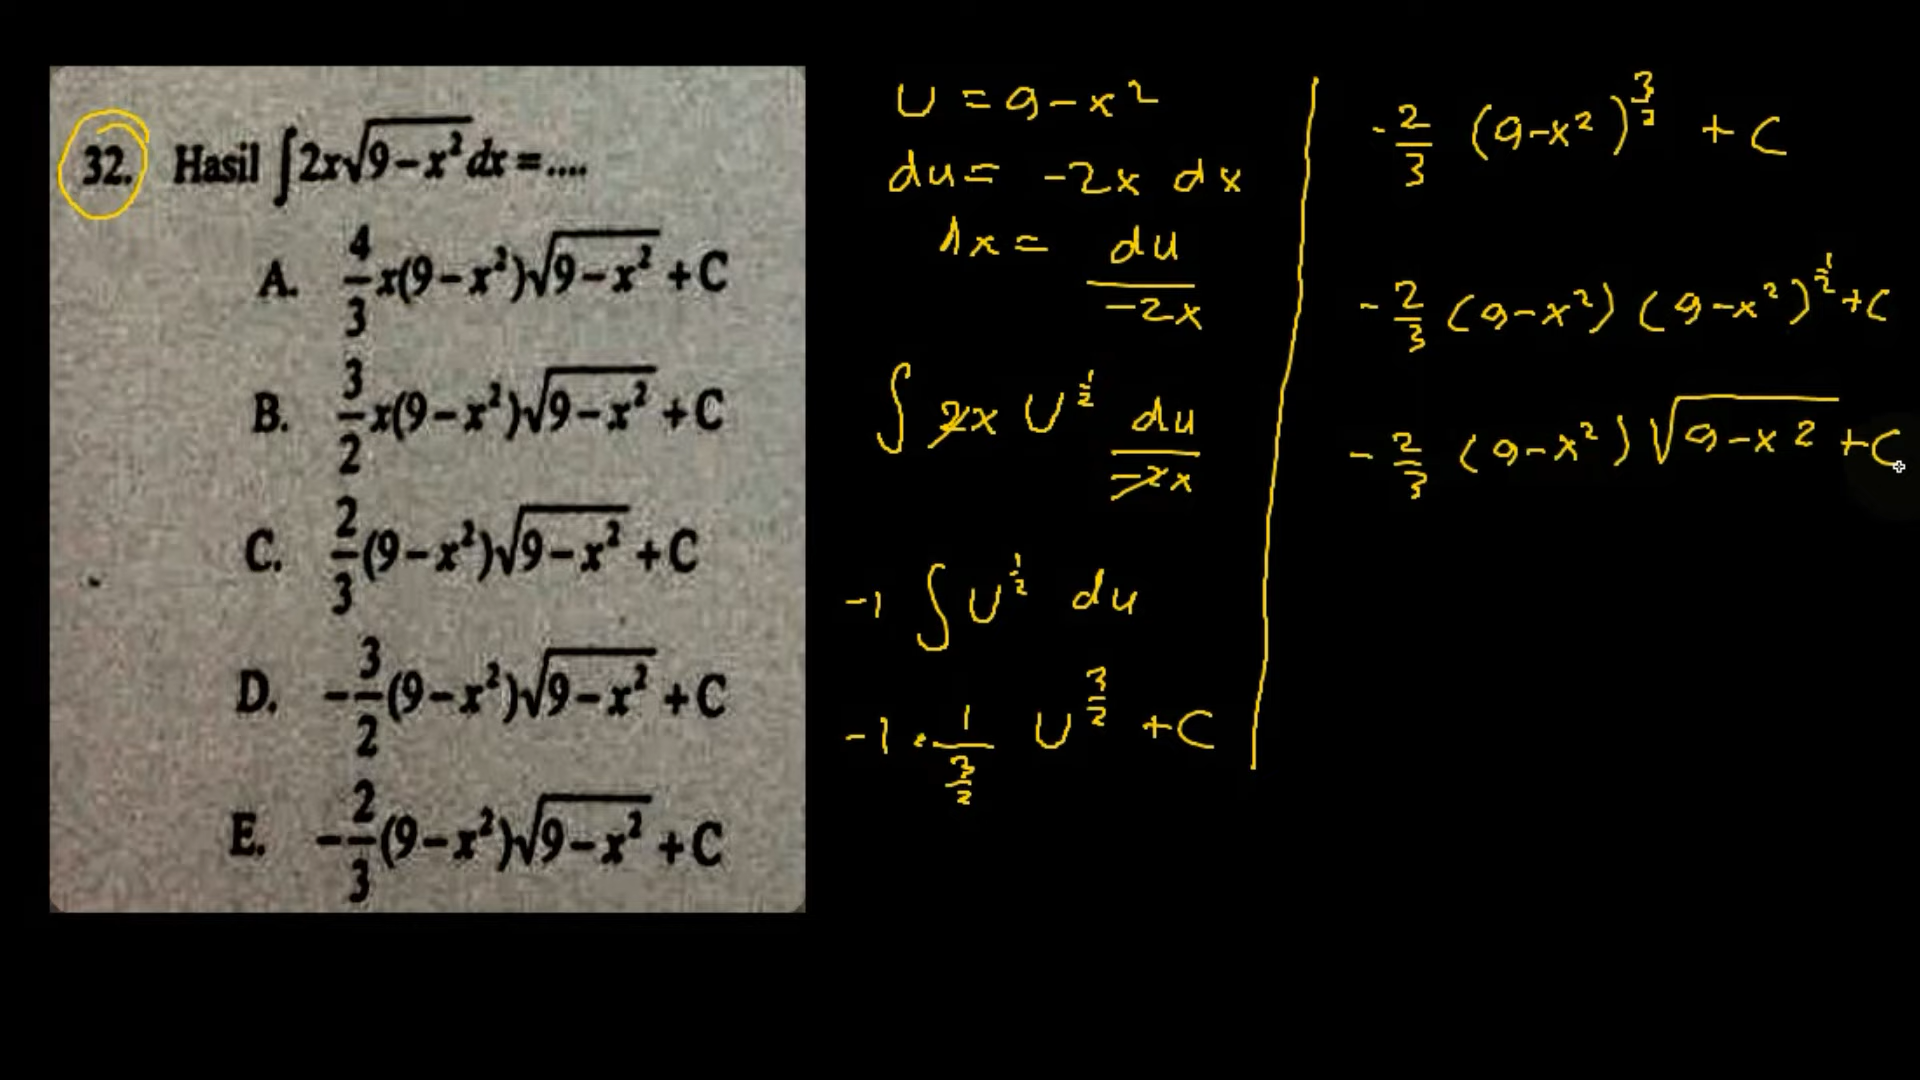 32. Hasil ∫2x√(9−x²) dx = ....
A. 4/3 x(9−x²)√(9−x²) + C
B. 3/2 x(9−x²)√(9−x²) + C
C. 2/3 (9−x²)√(9−x²) + C
D. −3/2 (9−x²)√(9−x²) + C
E. −2/3 (9−x²)√(9−x²) + C
U = 9−x²
du = −2x dx
dx = du/−2x
∫ 2x U^(1/2) du/−2x
−1 ∫ U^(1/2) du
−1 · 1/(3/2) U^(3/2) + C
−2/3 (9−x²)^(3/2) + C
−2/3 (9−x²) (9−x²)^(1/2) + C
−2/3 (9−x²) √(9−x²) + C